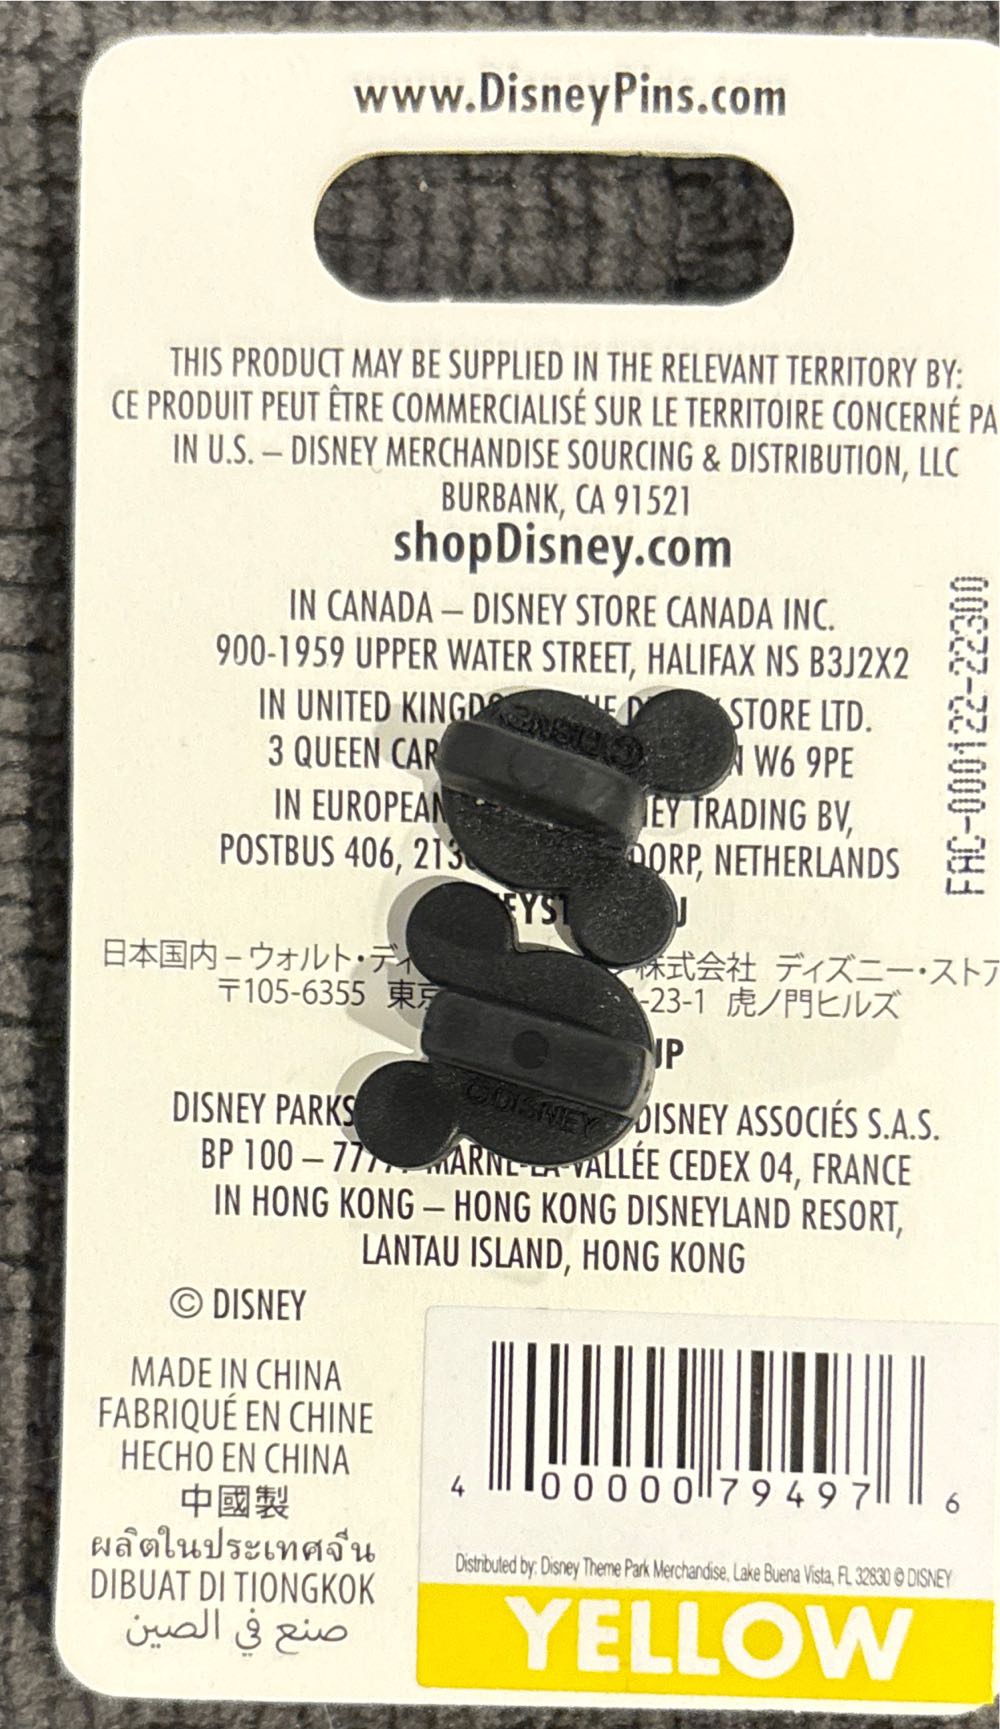 www.DisneyPins.com
THIS PRODUCT MAY BE SUPPLIED IN THE RELEVANT TERRITORY BY:
CE PRODUIT PEUT ÊTRE COMMERCIALISÉ SUR LE TERRITOIRE CONCERNÉ PA
IN U.S. – DISNEY MERCHANDISE SOURCING & DISTRIBUTION, LLC
BURBANK, CA 91521
shopDisney.com
IN CANADA – DISNEY STORE CANADA INC.
900-1959 UPPER WATER STREET, HALIFAX NS B3J2X2
IN UNITED STORE LTD.
3 QUEEN W6 9PE
IN EUROPEAN TRADING BV,
POSTBUS 406, NETHERLANDS
日本国内 – ウォルト・ディ 株式会社 ディズニー・ストア
〒105-6355 東京 -23-1 虎ノ門ヒルズ
DISNEY PARKS DISNEY ASSOCIÉS S.A.S.
BP 100 – MARNE-LA-VALLÉE CEDEX 04, FRANCE
IN HONG KONG – HONG KONG DISNEYLAND RESORT,
LANTAU ISLAND, HONG KONG
FAC-000122-22300
©DISNEY
©DISNEY
© DISNEY
MADE IN CHINA
FABRIQUÉ EN CHINE
HECHO EN CHINA
中國製
ผลิตในประเทศจีน
DIBUAT DI TIONGKOK
صنع في الصين
4 00000 79497 6
Distributed by: Disney Theme Park Merchandise, Lake Buena Vista, FL 32830 © DISNEY
YELLOW